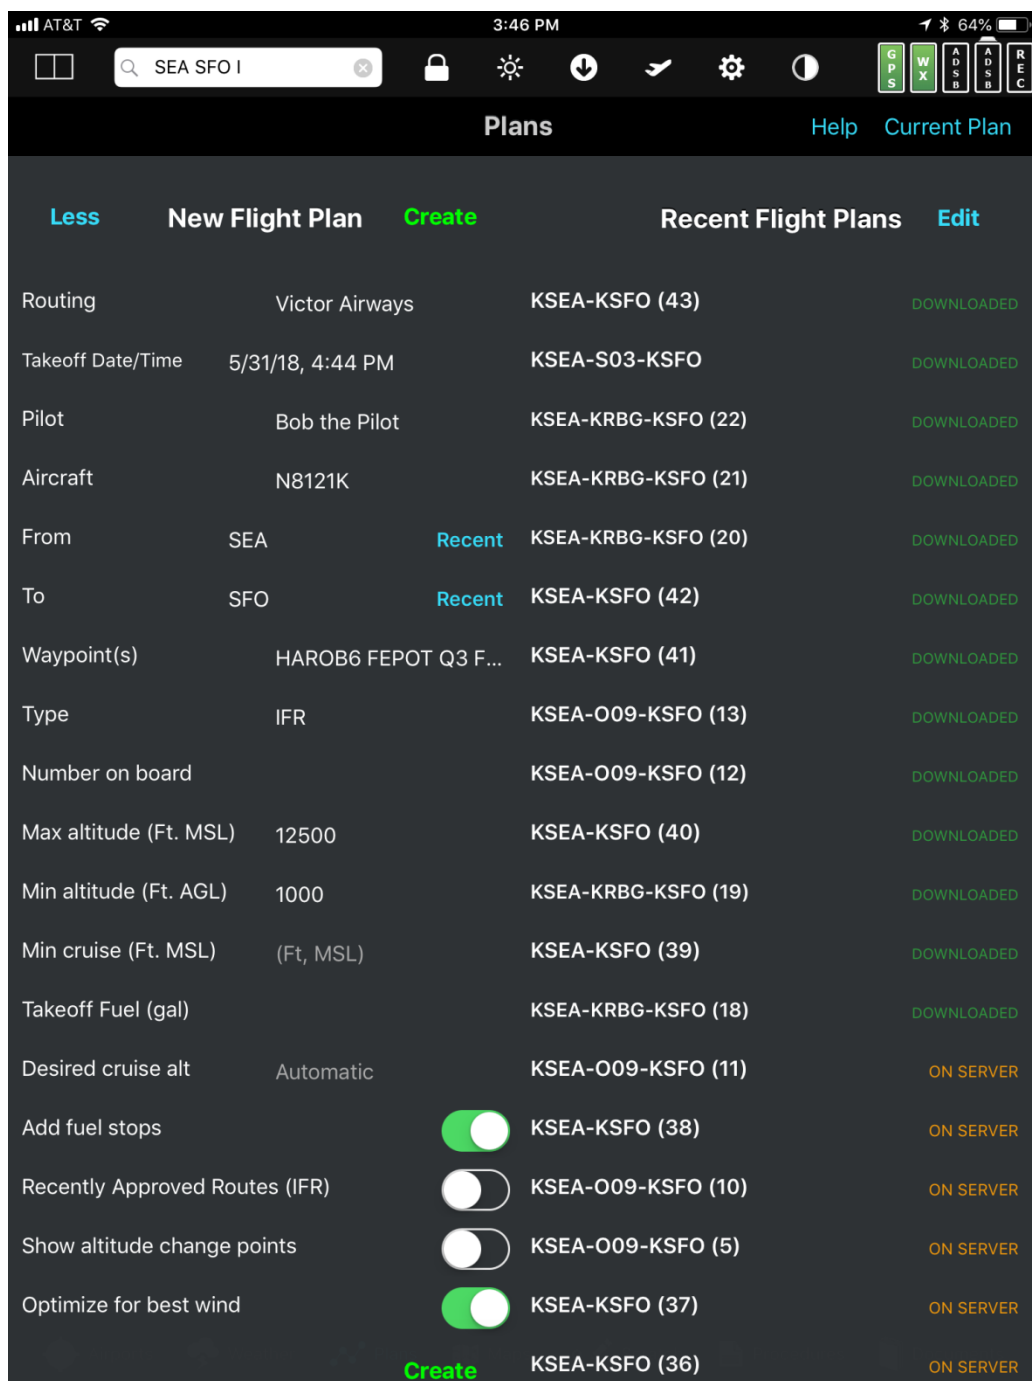 AT&T 3:46 PM 64%
SEA SFO I GPS WX ADSB ADSB REC
Plans Help Current Plan
Less New Flight Plan Create Recent Flight Plans Edit
Routing Victor Airways KSEA-KSFO (43) DOWNLOADED
Takeoff Date/Time 5/31/18, 4:44 PM KSEA-S03-KSFO DOWNLOADED
Pilot Bob the Pilot KSEA-KRBG-KSFO (22) DOWNLOADED
Aircraft N8121K KSEA-KRBG-KSFO (21) DOWNLOADED
From SEA Recent KSEA-KRBG-KSFO (20) DOWNLOADED
To SFO Recent KSEA-KSFO (42) DOWNLOADED
Waypoint(s) HAROB6 FEPOT Q3 F... KSEA-KSFO (41) DOWNLOADED
Type IFR KSEA-O09-KSFO (13) DOWNLOADED
Number on board KSEA-O09-KSFO (12) DOWNLOADED
Max altitude (Ft. MSL) 12500 KSEA-KSFO (40) DOWNLOADED
Min altitude (Ft. AGL) 1000 KSEA-KRBG-KSFO (19) DOWNLOADED
Min cruise (Ft. MSL) (Ft, MSL) KSEA-KSFO (39) DOWNLOADED
Takeoff Fuel (gal) KSEA-KRBG-KSFO (18) DOWNLOADED
Desired cruise alt Automatic KSEA-O09-KSFO (11) ON SERVER
Add fuel stops KSEA-KSFO (38) ON SERVER
Recently Approved Routes (IFR) KSEA-O09-KSFO (10) ON SERVER
Show altitude change points KSEA-O09-KSFO (5) ON SERVER
Optimize for best wind KSEA-KSFO (37) ON SERVER
Create KSEA-KSFO (36) ON SERVER